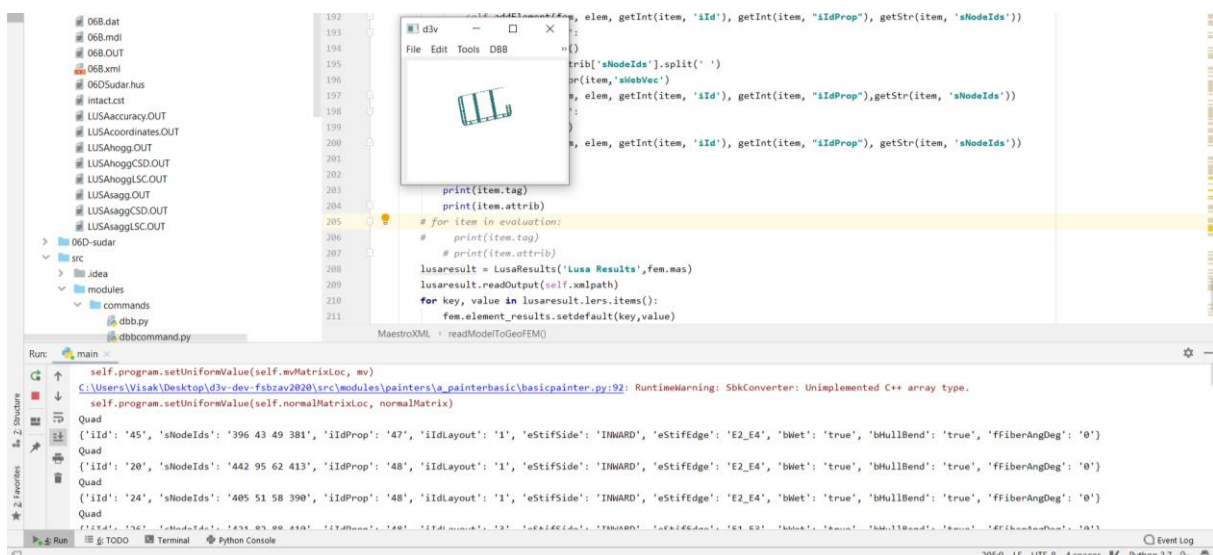 06B.dat
06B.mdl
06B.OUT
06B.xml
06DSudar.hus
intact.cst
LUSAaccuracy.OUT
LUSAcoordinates.OUT
LUSAhogg.OUT
LUSAhoggCSD.OUT
LUSAhoggLSC.OUT
LUSAsagg.OUT
LUSAsaggCSD.OUT
LUSAsaggLSC.OUT
06D-sudar
src
.idea
modules
commands
dbb.py
dbbcommand.py
192 self.addElement(fem, elem, getInt(item, 'iId'), getInt(item, "iIdProp"), getStr(item, 'sNodeIds'))
193 ':
194 ()
195 trib['sNodeIds'].split(' ')
196 or(item,'sWebVec')
197 m, elem, getInt(item, 'iId'), getInt(item, "iIdProp"),getStr(item, 'sNodeIds'))
198 ':
199 )
200 m, elem, getInt(item, 'iId'), getInt(item, "iIdProp"), getStr(item, 'sNodeIds'))
201
202
203 print(item.tag)
204 print(item.attrib)
205 # for item in evaluation:
206 # print(item.tag)
207 # print(item.attrib)
208 lusaresult = LusaResults('Lusa Results',fem.mas)
209 lusaresult.readOutput(self.xmlpath)
210 for key, value in lusaresult.lers.items():
211 fem.element_results.setdefault(key,value)
MaestroXML › readModelToGeoFEM()
d3v
File Edit Tools DBB »
Run: main
self.program.setUniformValue(self.mvMatrixLoc, mv)
C:\Users\Visak\Desktop\d3v-dev-fsbzav2020\src\modules\painters\a_painterbasic\basicpainter.py:92: RuntimeWarning: SbkConverter: Unimplemented C++ array type.
self.program.setUniformValue(self.normalMatrixLoc, normalMatrix)
Quad
{'iId': '45', 'sNodeIds': '396 43 49 381', 'iIdProp': '47', 'iIdLayout': '1', 'eStifSide': 'INWARD', 'eStifEdge': 'E2_E4', 'bWet': 'true', 'bHullBend': 'true', 'fFiberAngDeg': '0'}
Quad
{'iId': '20', 'sNodeIds': '442 95 62 413', 'iIdProp': '48', 'iIdLayout': '1', 'eStifSide': 'INWARD', 'eStifEdge': 'E2_E4', 'bWet': 'true', 'bHullBend': 'true', 'fFiberAngDeg': '0'}
Quad
{'iId': '24', 'sNodeIds': '405 51 58 390', 'iIdProp': '48', 'iIdLayout': '1', 'eStifSide': 'INWARD', 'eStifEdge': 'E2_E4', 'bWet': 'true', 'bHullBend': 'true', 'fFiberAngDeg': '0'}
Quad
Z: Structure
2: Favorites
4: Run 6: TODO Terminal Python Console Event Log